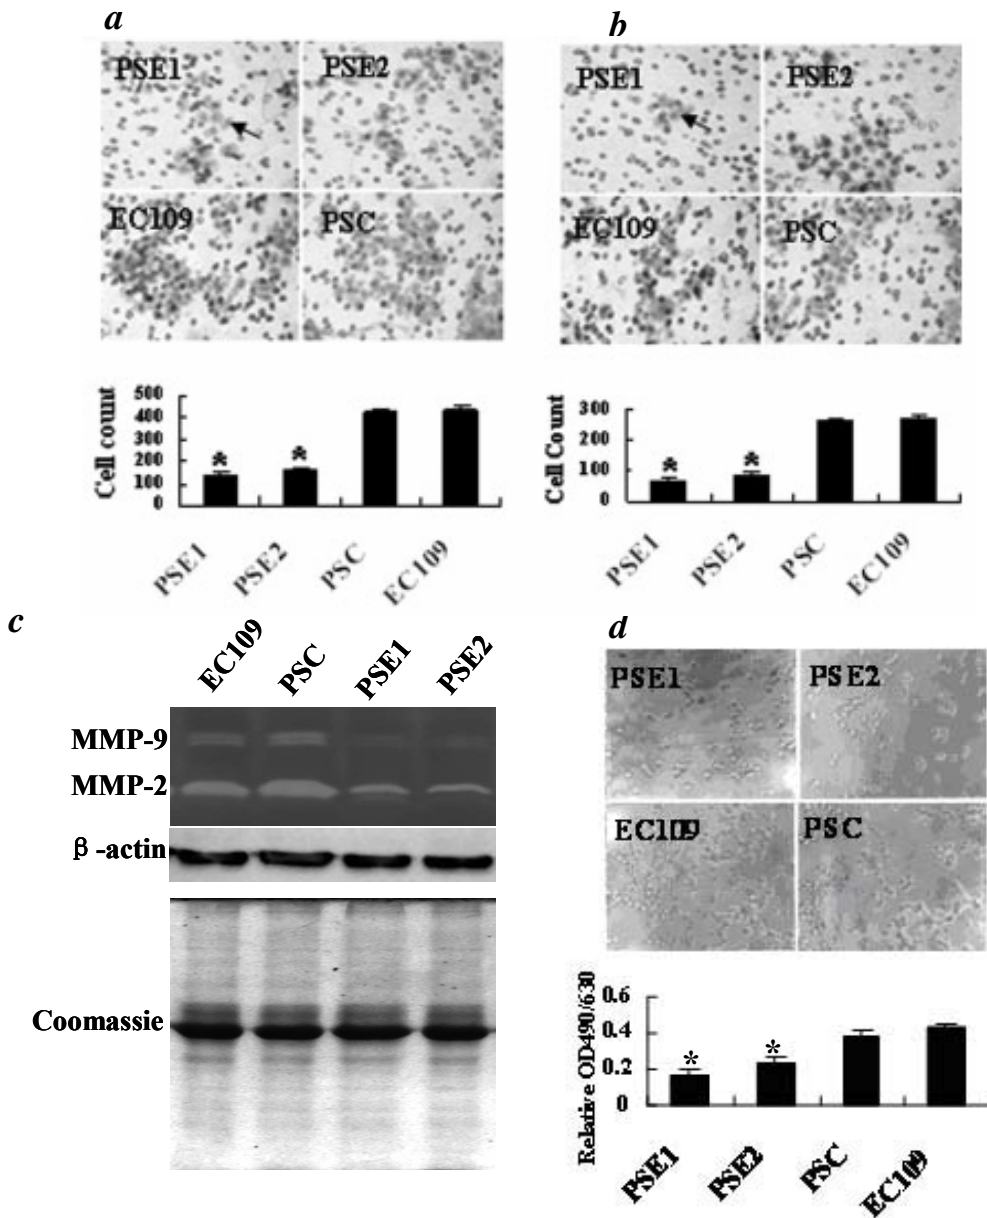 a
PSE1 PSE2
EC109 PSC
Cell count
500
400
300
200
100
0
* *
PSE1 PSE2 PSC EC109
b
PSE1 PSE2
EC109 PSC
Cell Count
300
200
100
0
* *
PSE1 PSE2 PSC EC109
c
EC109 PSC PSE1 PSE2
MMP-9
MMP-2
β-actin
Coomassie
d
PSE1 PSE2
EC109 PSC
Relative OD490/630
0.6
0.4
0.2
0
* *
PSE1 PSE2 PSC EC109